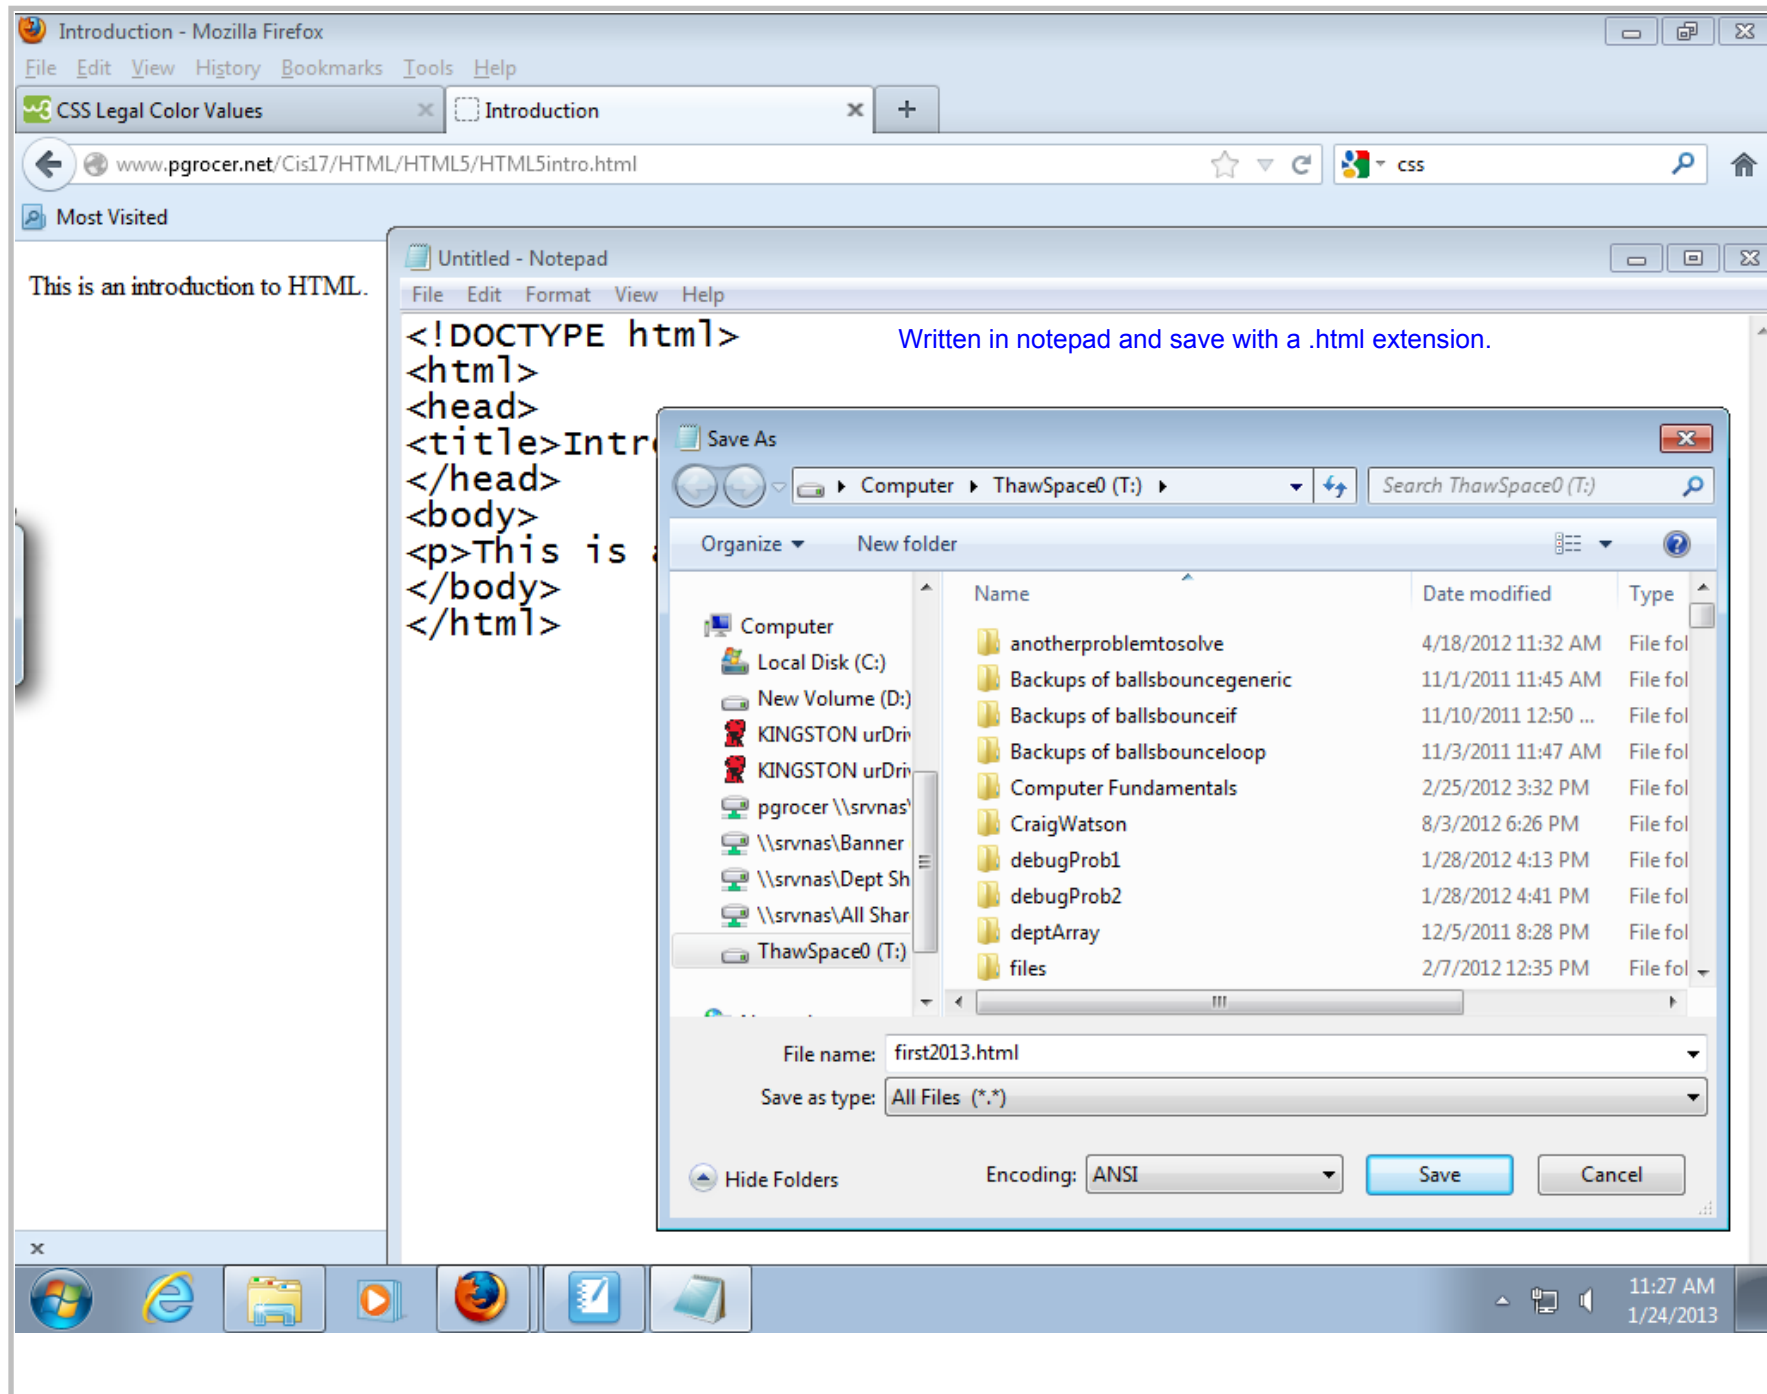 Introduction - Mozilla Firefox
File Edit View History Bookmarks Tools Help
CSS Legal Color Values
Introduction
www.pgrocer.net/Cis17/HTML/HTML5/HTML5intro.html
css
Most Visited
This is an introduction to HTML.
Untitled - Notepad
File Edit Format View Help
<!DOCTYPE html>
Written in notepad and save with a .html extension.
<html>
<head>
<title>Intr
</head>
<body>
<p>This is
</body>
</html>
Save As
Computer ThawSpace0 (T:)
Search ThawSpace0 (T:)
Organize New folder
Name Date modified Type
Computer
Local Disk (C:)
New Volume (D:)
KINGSTON urDriv
KINGSTON urDriv
pgrocer \\srvnas\
\\srvnas\Banner
\\srvnas\Dept Sh
\\srvnas\All Shar
ThawSpace0 (T:)
anotherproblemtosolve 4/18/2012 11:32 AM File fol
Backups of ballsbouncegeneric 11/1/2011 11:45 AM File fol
Backups of ballsbounceif 11/10/2011 12:50 ... File fol
Backups of ballsbounceloop 11/3/2011 11:47 AM File fol
Computer Fundamentals 2/25/2012 3:32 PM File fol
CraigWatson 8/3/2012 6:26 PM File fol
debugProb1 1/28/2012 4:13 PM File fol
debugProb2 1/28/2012 4:41 PM File fol
deptArray 12/5/2011 8:28 PM File fol
files 2/7/2012 12:35 PM File fol
File name: first2013.html
Save as type: All Files (*.*)
Hide Folders
Encoding: ANSI
Save
Cancel
11:27 AM
1/24/2013